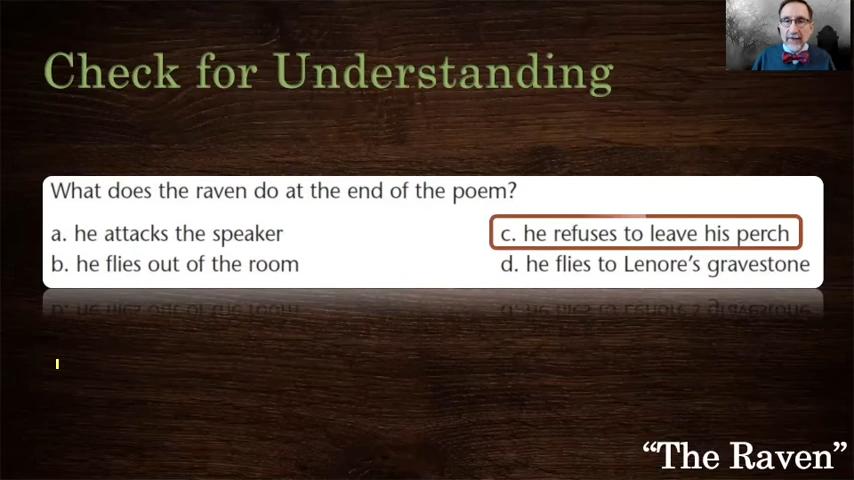 Check for Understanding
What does the raven do at the end of the poem?
a. he attacks the speaker
c. he refuses to leave his perch
b. he flies out of the room
d. he flies to Lenore’s gravestone
“The Raven”